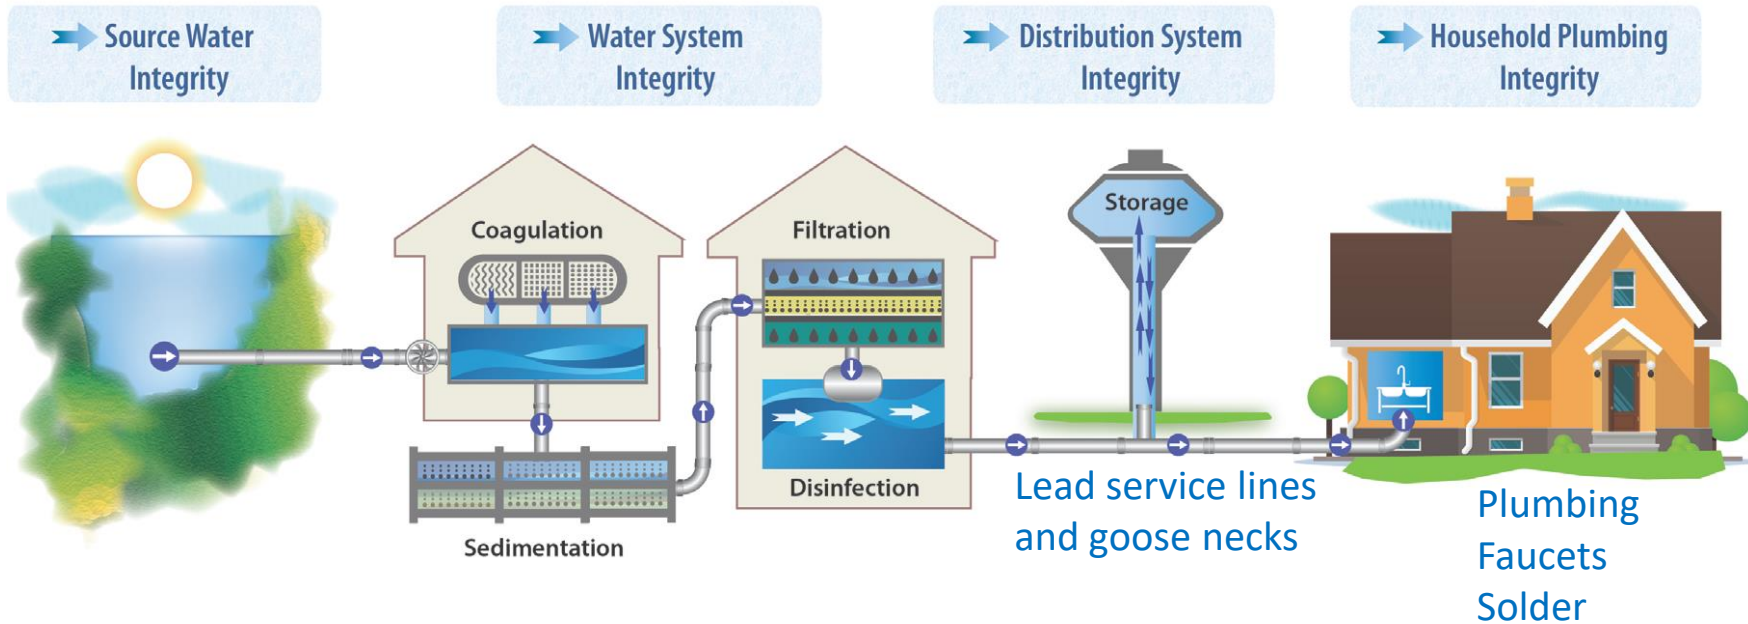 Source Water
Integrity
Water System
Integrity
Distribution System
Integrity
Household Plumbing
Integrity
Coagulation
Filtration
Storage
Disinfection
Sedimentation
Lead service lines
and goose necks
Plumbing
Faucets
Solder